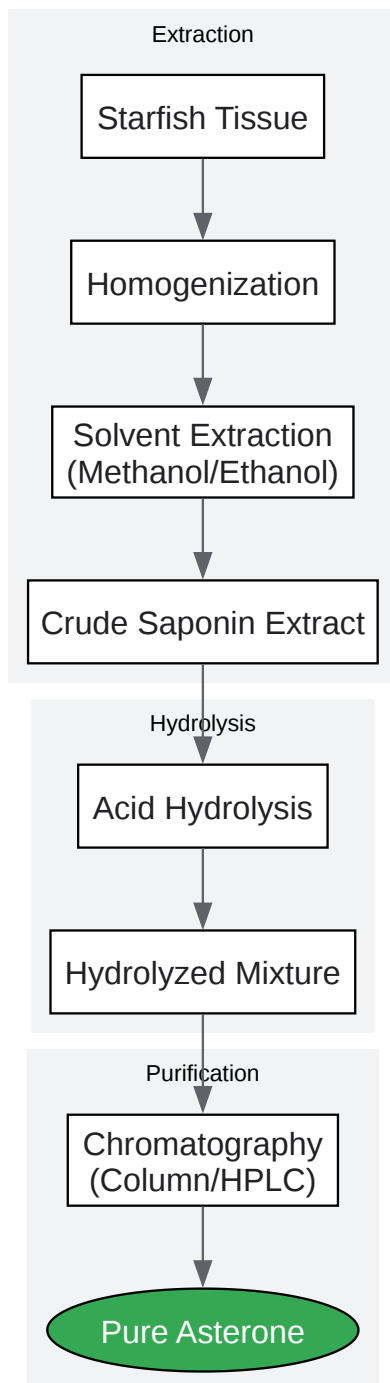 Extraction
Starfish Tissue
Homogenization
Solvent Extraction
(Methanol/Ethanol)
Crude Saponin Extract
Hydrolysis
Acid Hydrolysis
Hydrolyzed Mixture
Purification
Chromatography
(Column/HPLC)
Pure Asterone